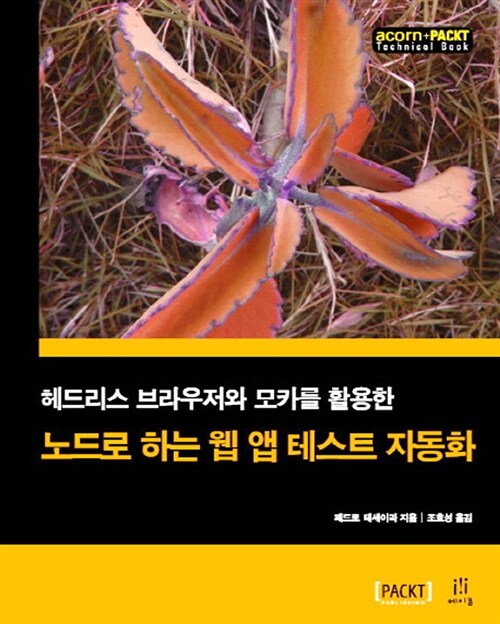 acorn+PACKT
Technical Book
헤드리스 브라우저와 모카를 활용한
노드로 하는 웹 앱 테스트 자동화
페드로 테세이라 지음 | 조효성 옮김
[PACKT]
PUBLISHING
에이콘